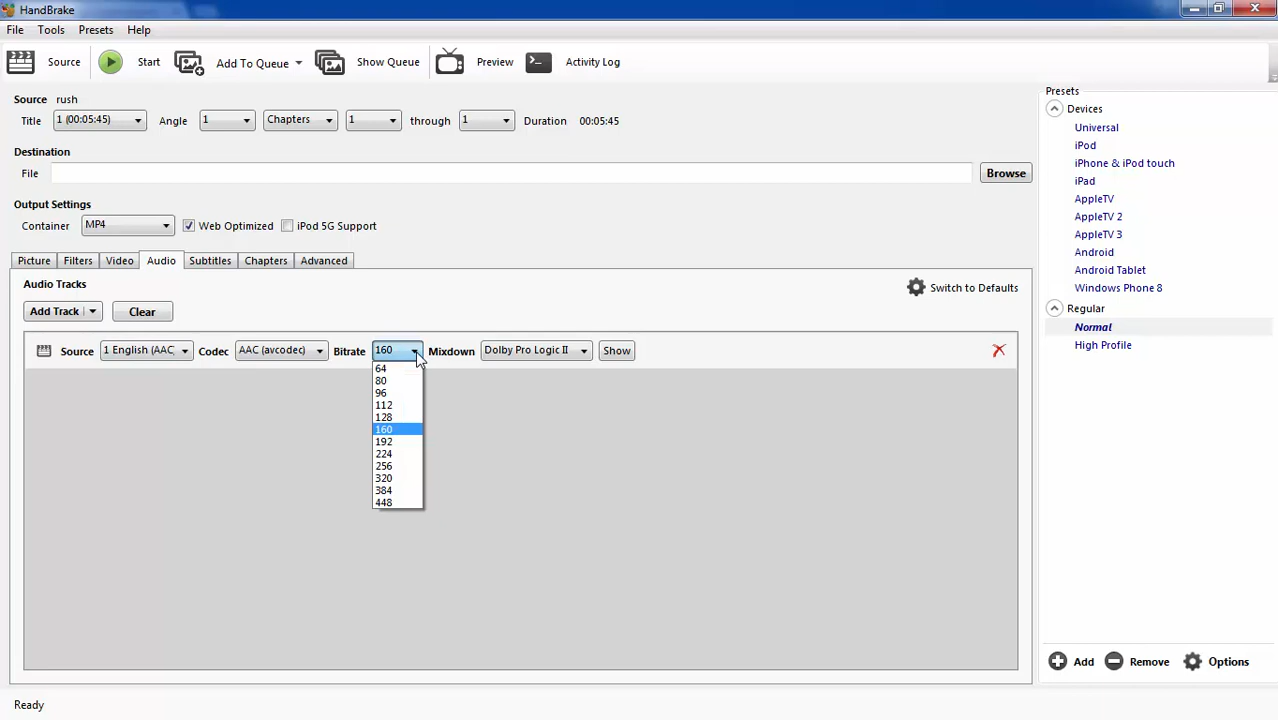 HandBrake
File Tools Presets Help
Source Start Add To Queue Show Queue Preview Activity Log
Source rush
Title 1 (00:05:45) Angle 1 Chapters 1 through 1 Duration 00:05:45
Destination
File Browse
Output Settings
Container MP4 Web Optimized iPod 5G Support
Picture Filters Video Audio Subtitles Chapters Advanced
Audio Tracks Switch to Defaults
Add Track Clear
Source 1 English (AAC, Codec AAC (avcodec) Bitrate 160 Mixdown Dolby Pro Logic II Show
64
80
96
112
128
160
192
224
256
320
384
448
Presets
Devices
Universal
iPod
iPhone & iPod touch
iPad
AppleTV
AppleTV 2
AppleTV 3
Android
Android Tablet
Windows Phone 8
Regular
Normal
High Profile
Add Remove Options
Ready